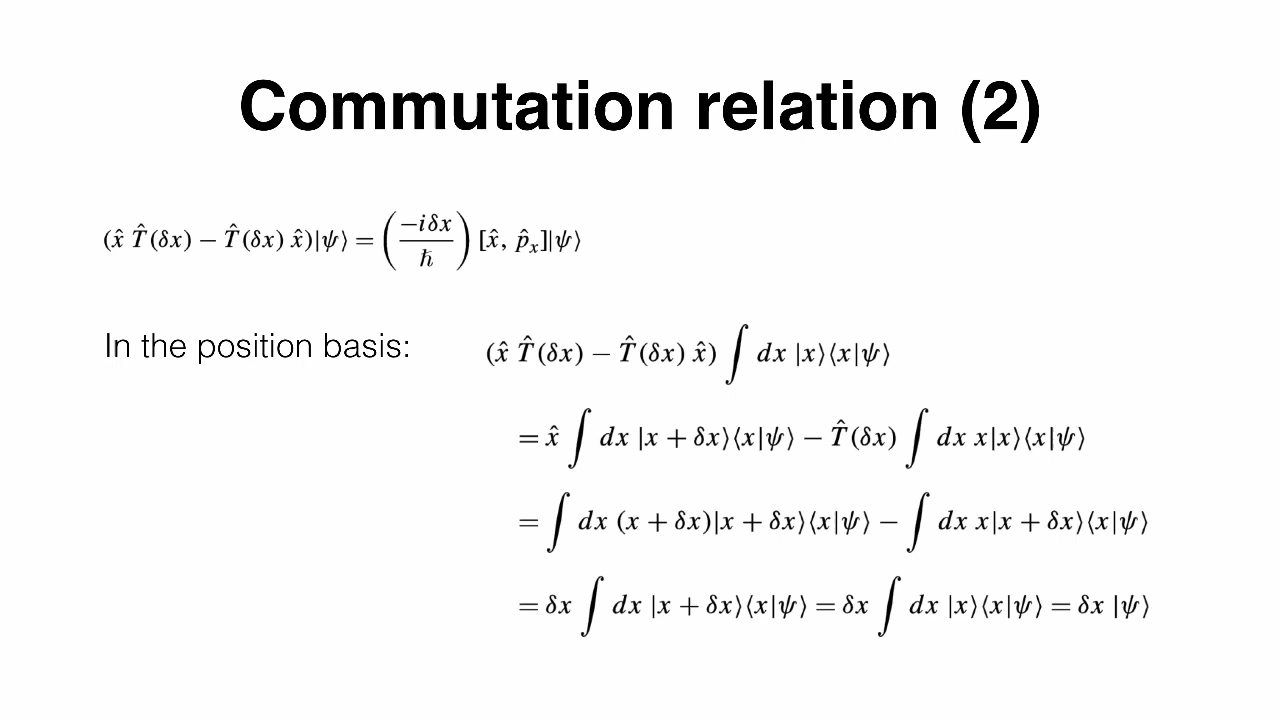 Commutation relation (2)
(x̂ T̂(δx) − T̂(δx) x̂)|ψ⟩ = (−iδx/ħ) [x̂, p̂ₓ]|ψ⟩
In the position basis: (x̂ T̂(δx) − T̂(δx) x̂) ∫ dx |x⟩⟨x|ψ⟩
= x̂ ∫ dx |x + δx⟩⟨x|ψ⟩ − T̂(δx) ∫ dx x|x⟩⟨x|ψ⟩
= ∫ dx (x + δx)|x + δx⟩⟨x|ψ⟩ − ∫ dx x|x + δx⟩⟨x|ψ⟩
= δx ∫ dx |x + δx⟩⟨x|ψ⟩ = δx ∫ dx |x⟩⟨x|ψ⟩ = δx |ψ⟩